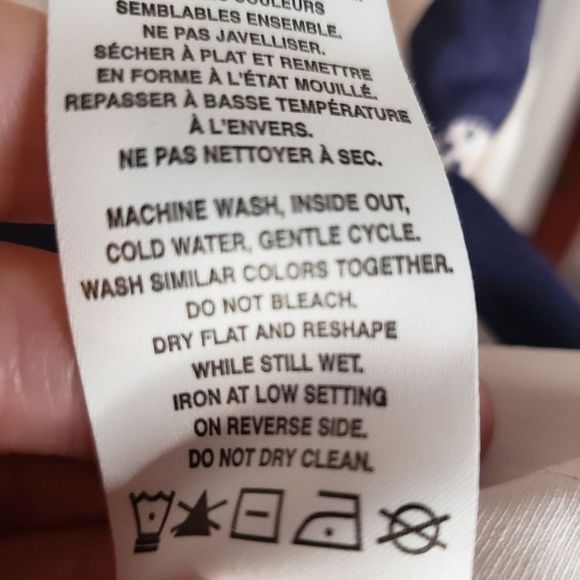 COULEURS
SEMBLABLES ENSEMBLE.
NE PAS JAVELLISER.
SÉCHER À PLAT ET REMETTRE
EN FORME À L'ÉTAT MOUILLÉ.
REPASSER À BASSE TEMPÉRATURE
À L'ENVERS.
NE PAS NETTOYER À SEC.
MACHINE WASH, INSIDE OUT,
COLD WATER, GENTLE CYCLE.
WASH SIMILAR COLORS TOGETHER.
DO NOT BLEACH.
DRY FLAT AND RESHAPE
WHILE STILL WET.
IRON AT LOW SETTING
ON REVERSE SIDE.
DO NOT DRY CLEAN.